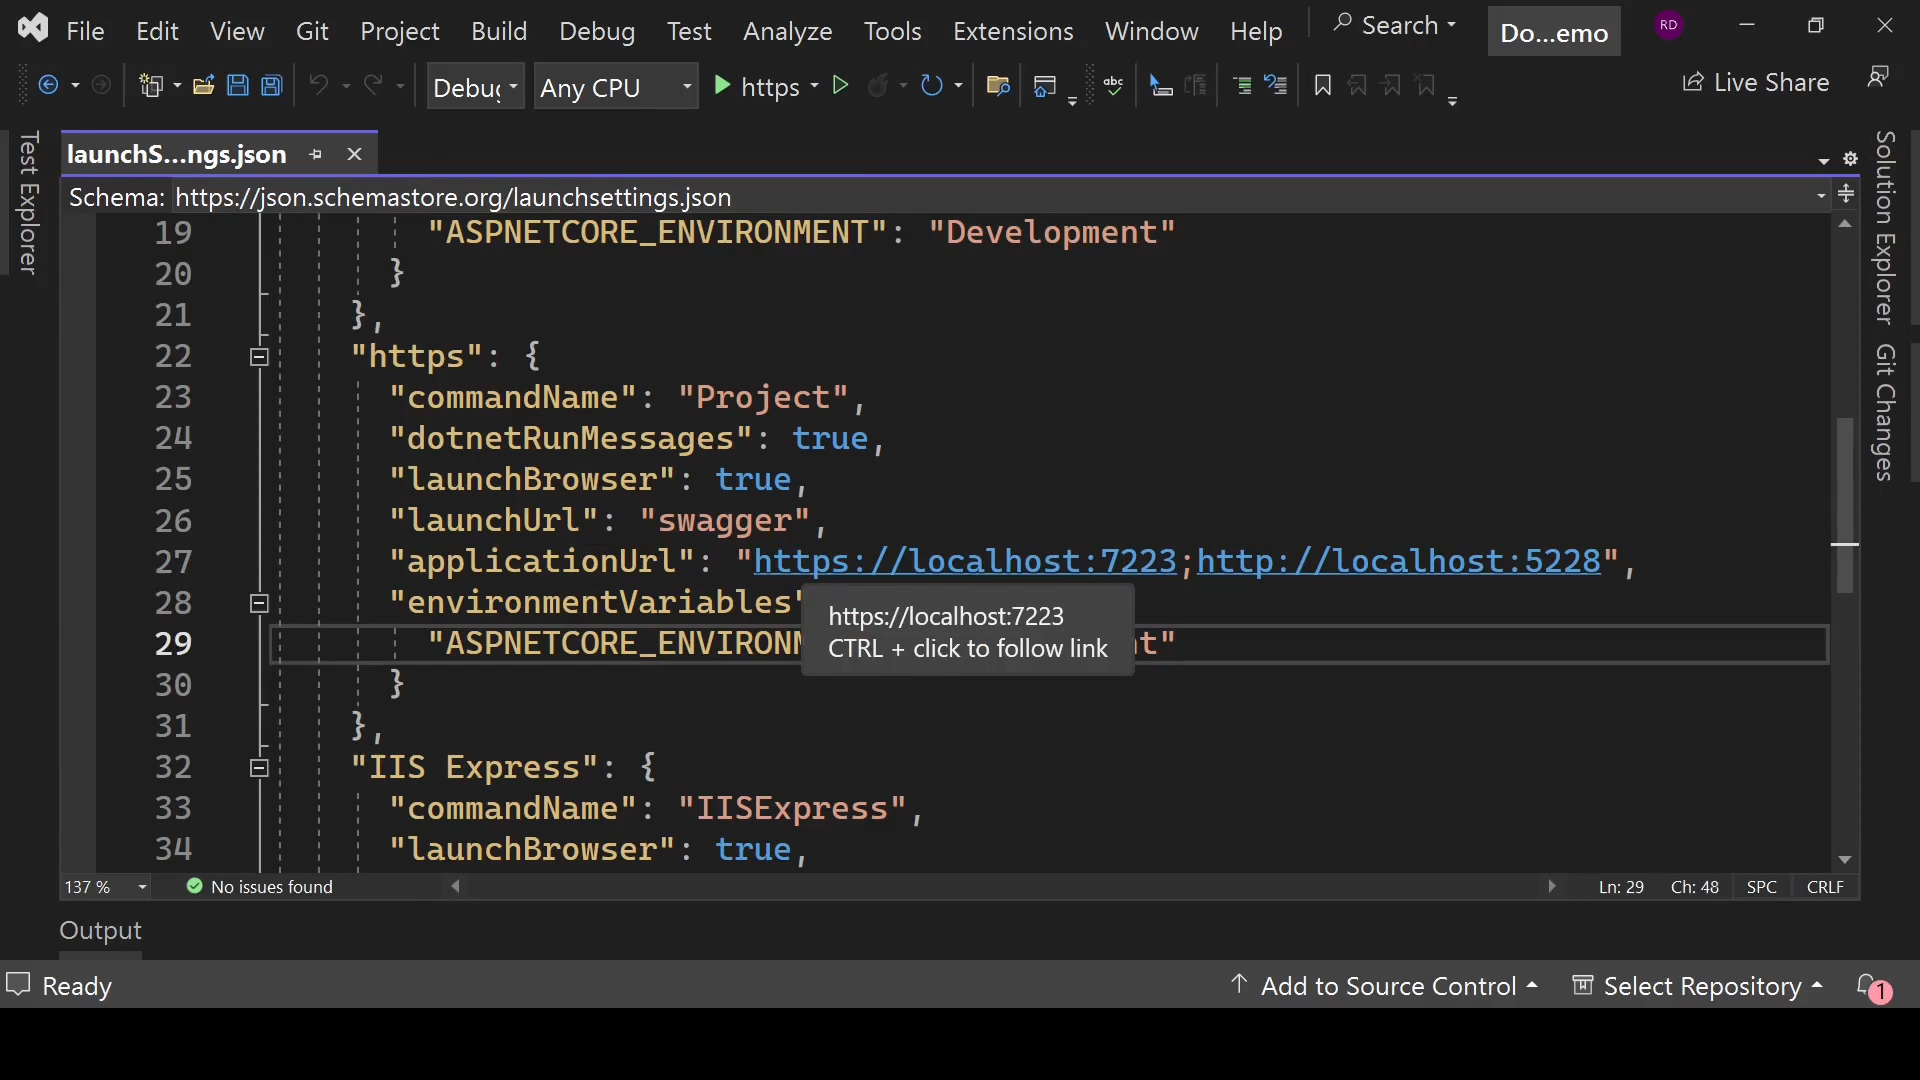 File Edit View Git Project Build Debug Test Analyze Tools Extensions Window Help Search Do...emo RD
Debug Any CPU https abc Live Share
Test Explorer
launchS...ngs.json
Schema: https://json.schemastore.org/launchsettings.json
19 "ASPNETCORE_ENVIRONMENT": "Development"
20 }
21 },
22 "https": {
23 "commandName": "Project",
24 "dotnetRunMessages": true,
25 "launchBrowser": true,
26 "launchUrl": "swagger",
27 "applicationUrl": "https://localhost:7223;http://localhost:5228",
28 "environmentVariables"
https://localhost:7223
29 "ASPNETCORE_ENVIRONM t"
CTRL + click to follow link
30 }
31 },
32 "IIS Express": {
33 "commandName": "IISExpress",
34 "launchBrowser": true,
Solution Explorer
Git Changes
137 % No issues found Ln: 29 Ch: 48 SPC CRLF
Output
Ready Add to Source Control Select Repository 1